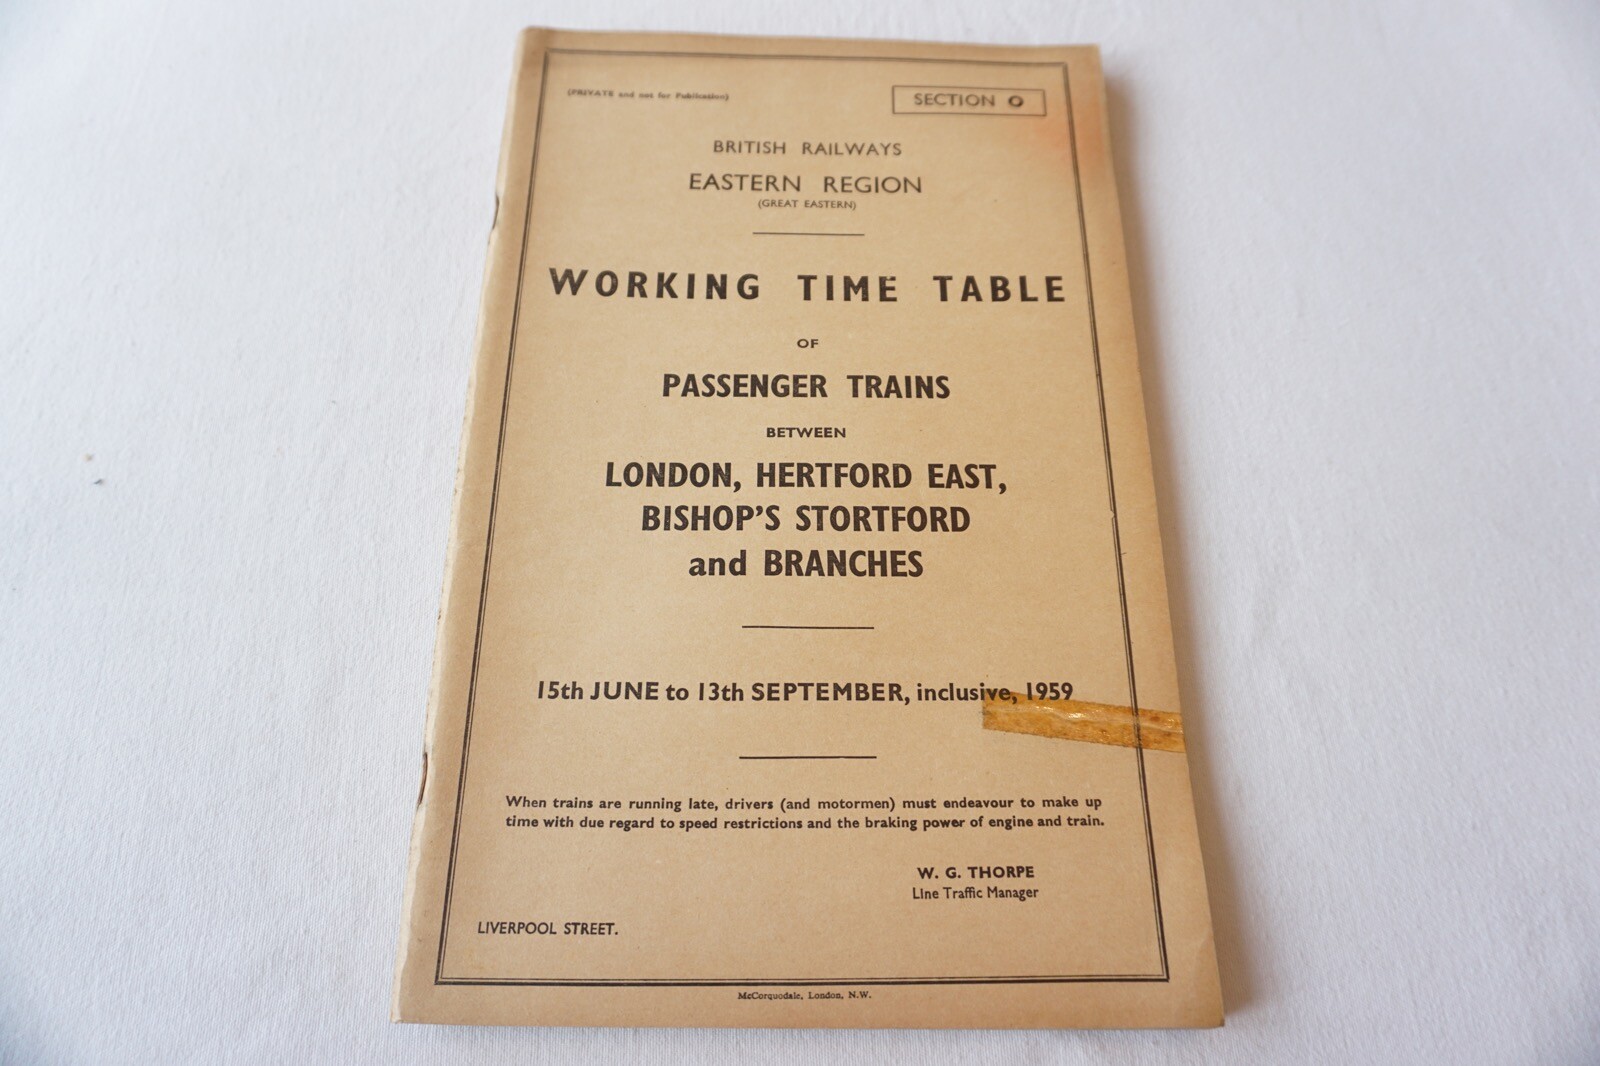 (PRIVATE and not for Publication)
SECTION O
BRITISH RAILWAYS
EASTERN REGION
(GREAT EASTERN)
WORKING TIME TABLE
OF
PASSENGER TRAINS
BETWEEN
LONDON, HERTFORD EAST,
BISHOP'S STORTFORD
and BRANCHES
15th JUNE to 13th SEPTEMBER, inclusive, 1959
When trains are running late, drivers (and motormen) must endeavour to make up
time with due regard to speed restrictions and the braking power of engine and train.
W. G. THORPE
Line Traffic Manager
LIVERPOOL STREET.
McCorquodale, London, N.W.